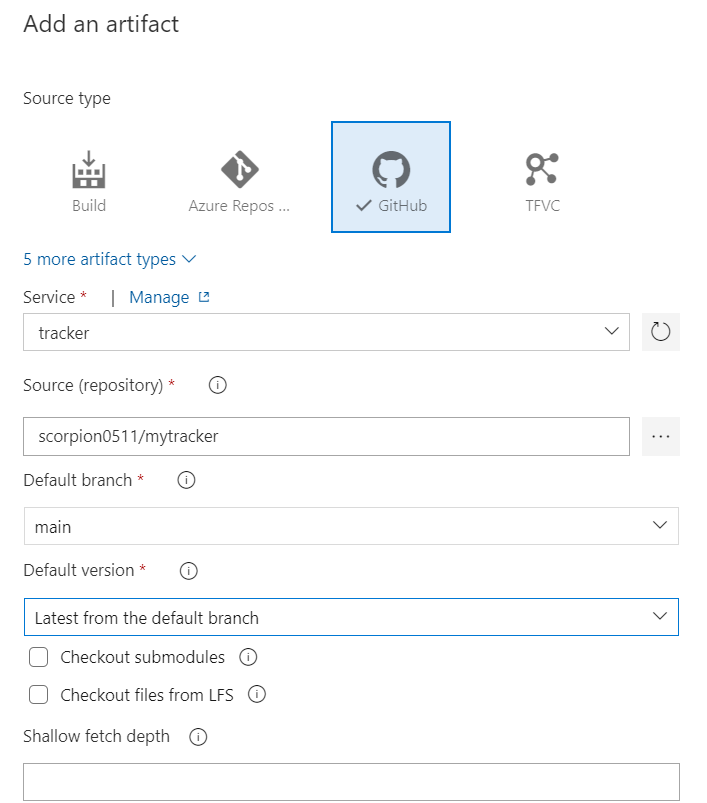 Add an artifact
Source type
Build
Azure Repos ...
GitHub
TFVC
5 more artifact types
Service * | Manage
tracker
Source (repository) *
scorpion0511/mytracker
...
Default branch *
main
Default version *
Latest from the default branch
Checkout submodules
Checkout files from LFS
Shallow fetch depth